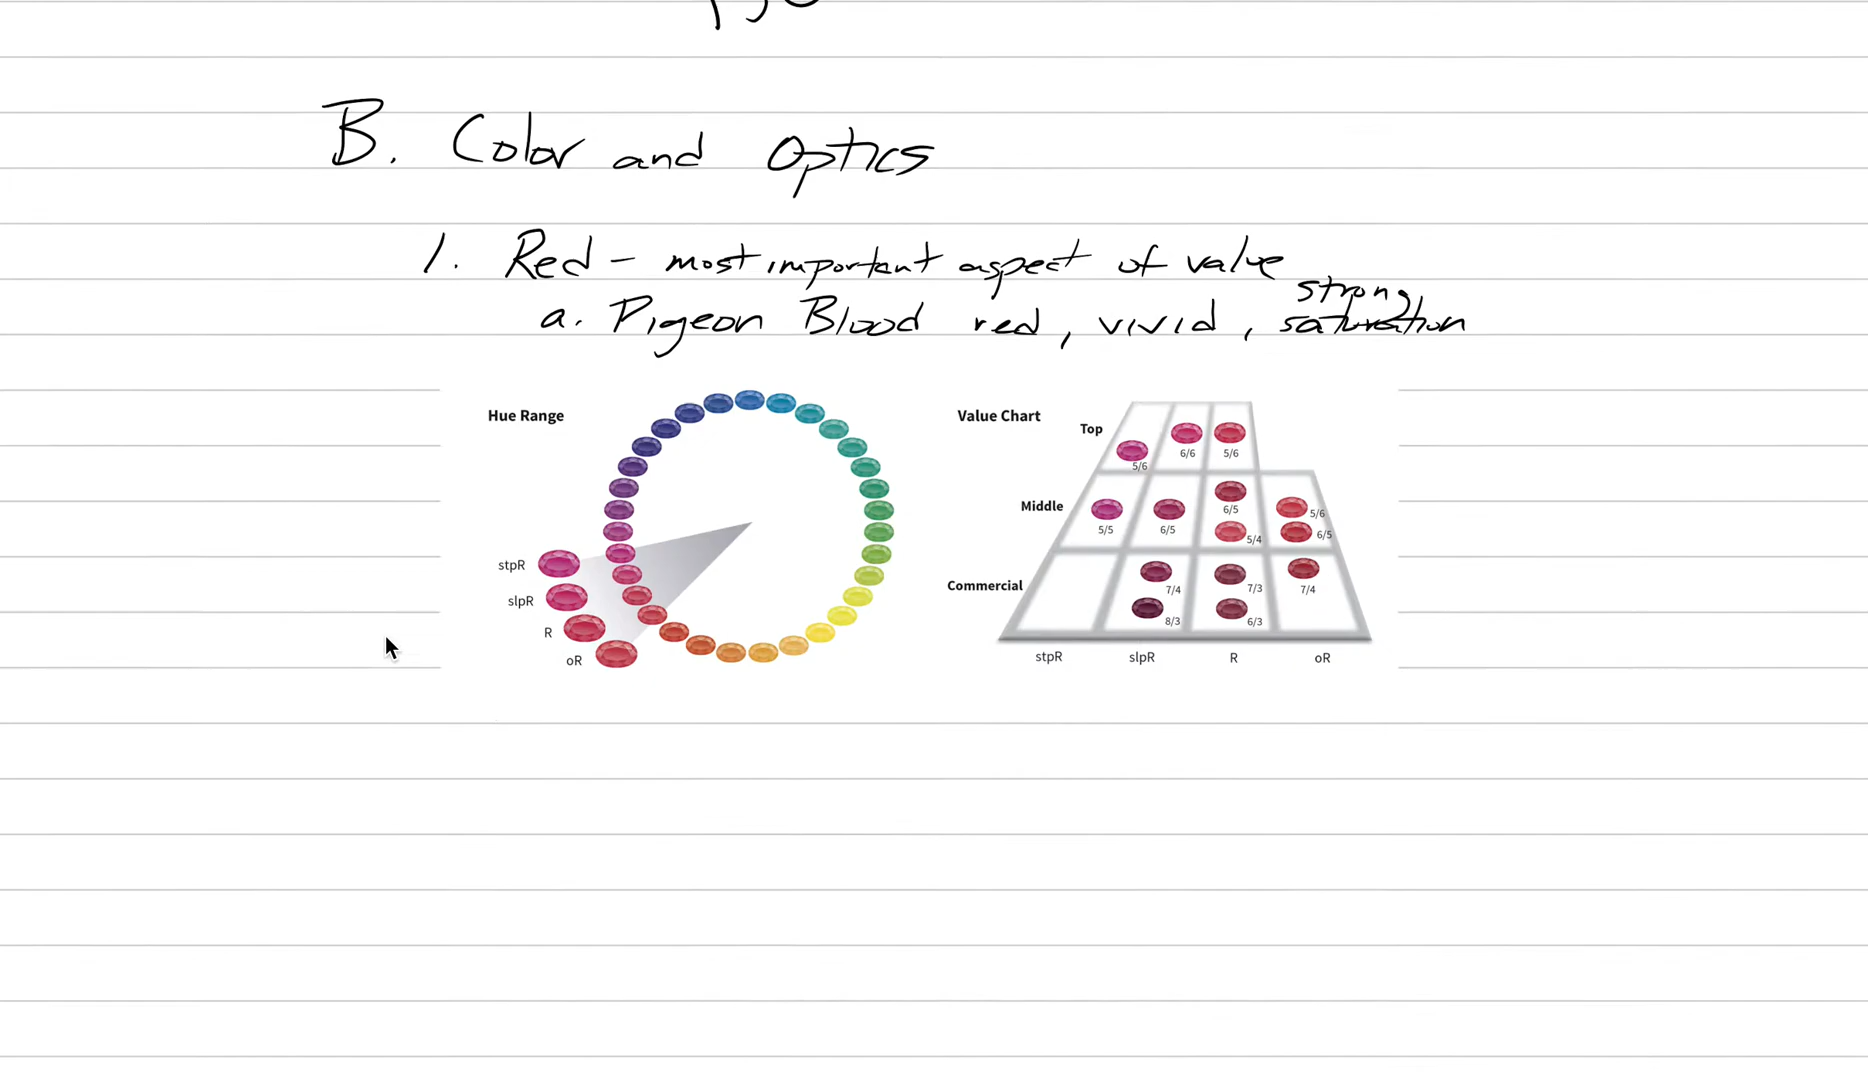 B. Color and Optics
1. Red - most important aspect of value
a. Pigeon Blood red, vivid, strong saturation
Hue Range
stpR
slpR
R
oR
Value Chart
Top
5/6
6/6
5/6
Middle
5/5
6/5
6/5
5/4
5/6
6/5
Commercial
7/4
8/3
7/3
6/3
7/4
stpR slpR R oR